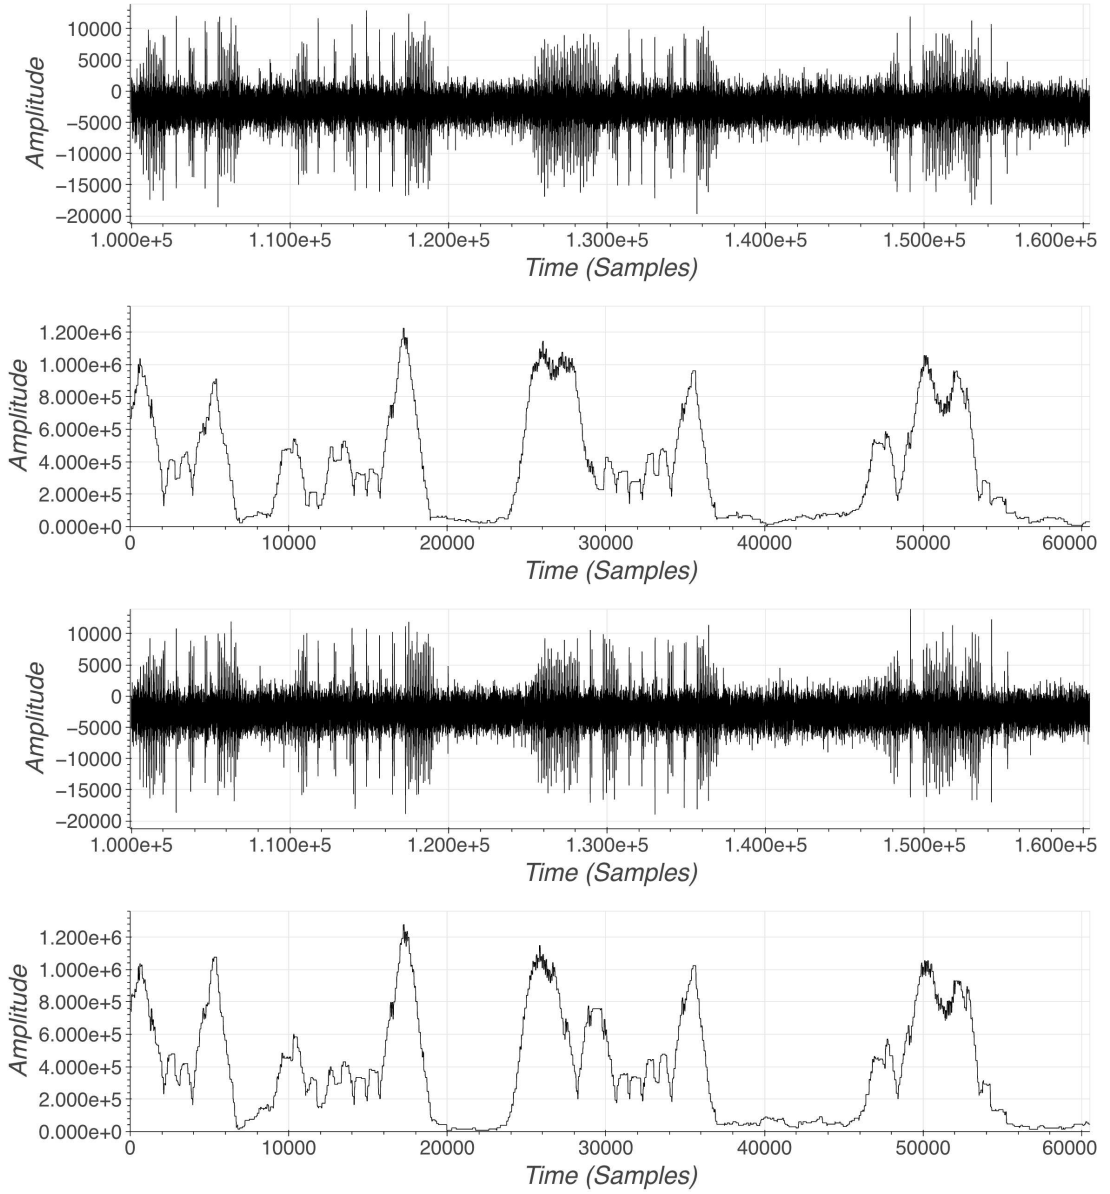 10000
5000
0
−5000
−10000
−15000
−20000
Amplitude
1.000e+5 1.100e+5 1.200e+5 1.300e+5 1.400e+5 1.500e+5 1.600e+5
Time (Samples)
1.200e+6
1.000e+6
8.000e+5
6.000e+5
4.000e+5
2.000e+5
0.000e+0
Amplitude
0 10000 20000 30000 40000 50000 60000
Time (Samples)
10000
5000
0
−5000
−10000
−15000
−20000
Amplitude
1.000e+5 1.100e+5 1.200e+5 1.300e+5 1.400e+5 1.500e+5 1.600e+5
Time (Samples)
1.200e+6
1.000e+6
8.000e+5
6.000e+5
4.000e+5
2.000e+5
0.000e+0
Amplitude
0 10000 20000 30000 40000 50000 60000
Time (Samples)